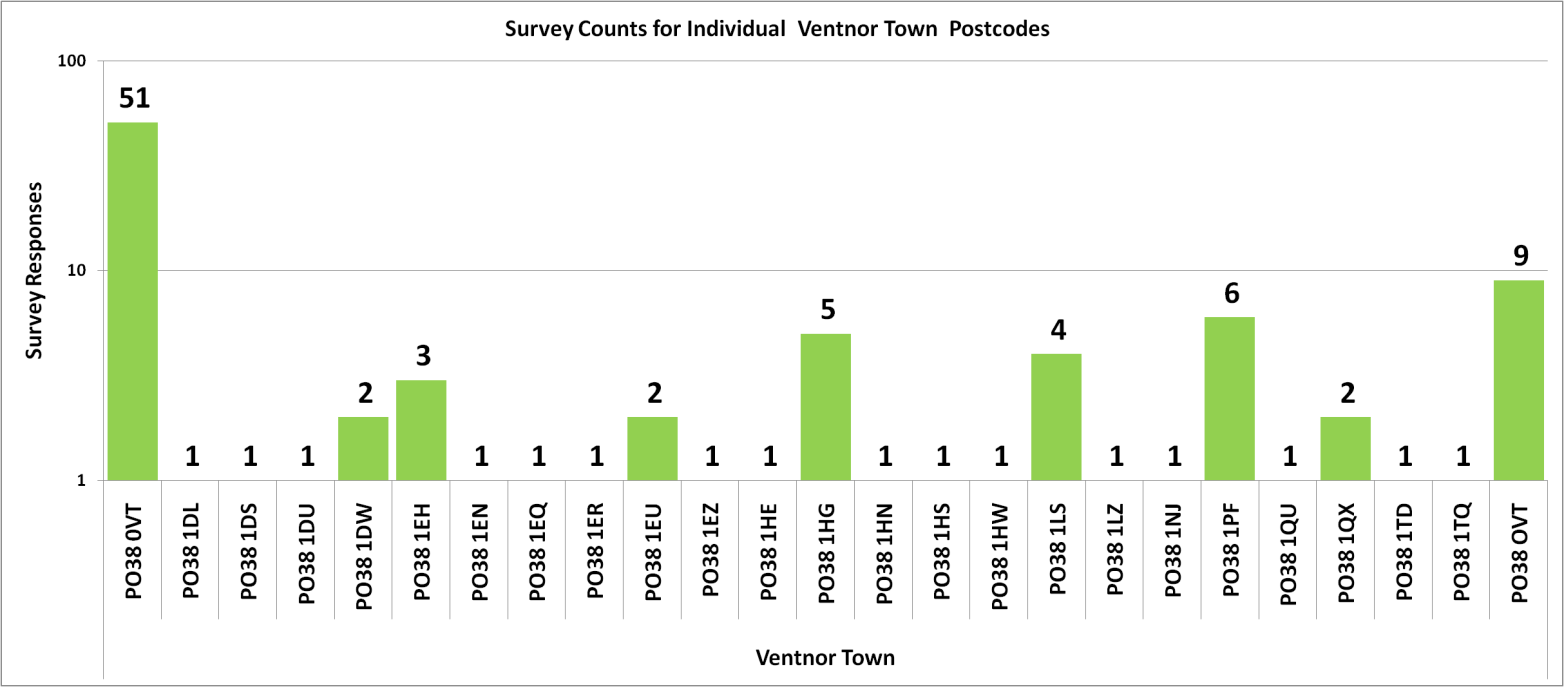 Survey Counts for Individual Ventnor Town Postcodes
100
10
1
Survey Responses
51
1
1
1
2
3
1
1
1
2
1
1
5
1
1
1
4
1
1
6
1
2
1
1
9
PO38 0VT
PO38 1DL
PO38 1DS
PO38 1DU
PO38 1DW
PO38 1EH
PO38 1EN
PO38 1EQ
PO38 1ER
PO38 1EU
PO38 1EZ
PO38 1HE
PO38 1HG
PO38 1HN
PO38 1HS
PO38 1HW
PO38 1LS
PO38 1LZ
PO38 1NJ
PO38 1PF
PO38 1QU
PO38 1QX
PO38 1TD
PO38 1TQ
PO38 OVT
Ventnor Town